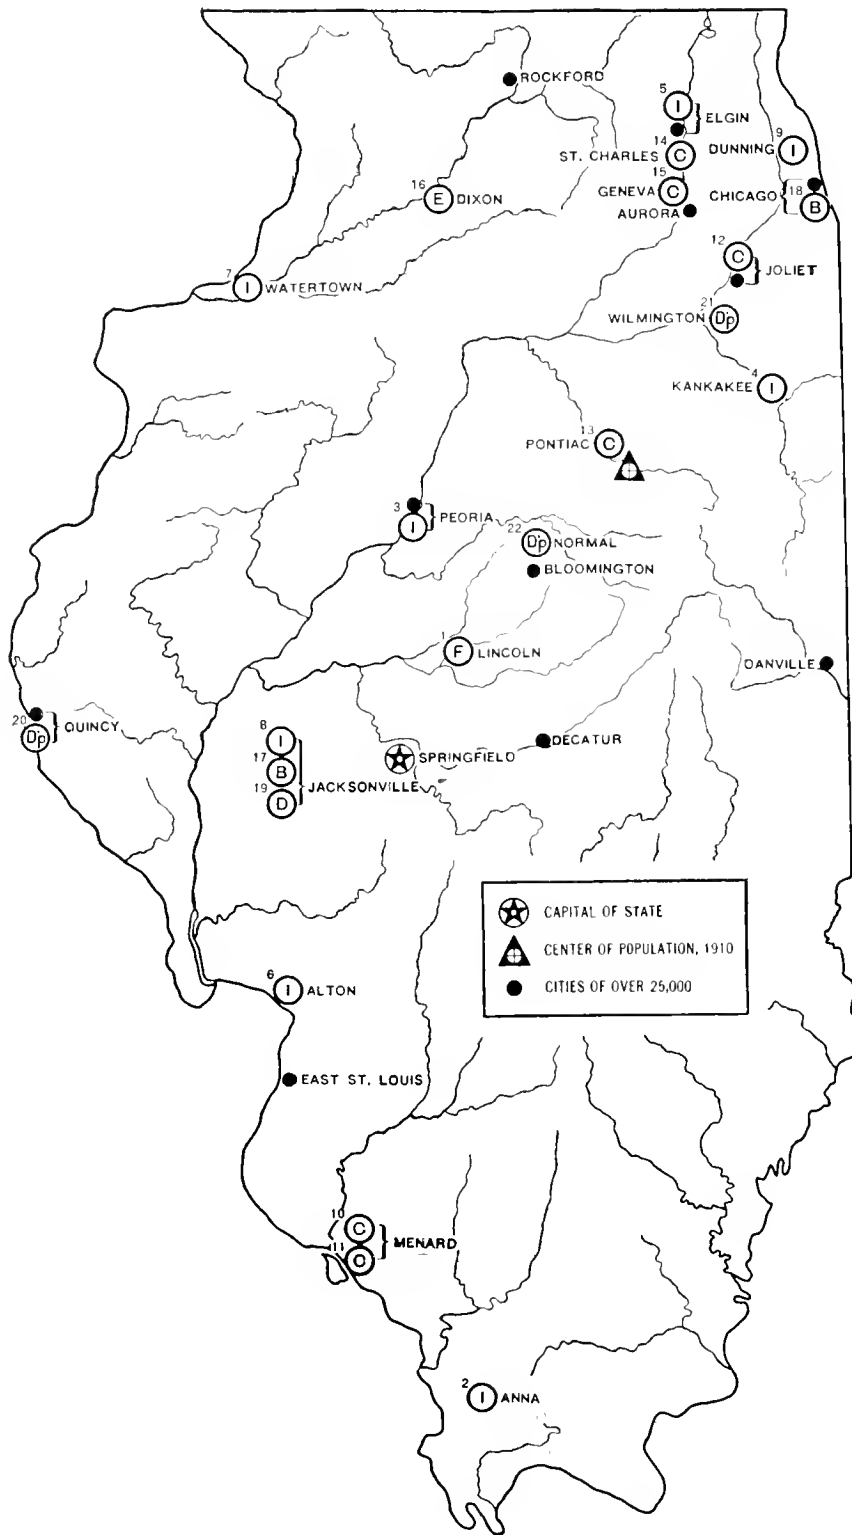 ROCKFORD
5
I
ELGIN
14
ST. CHARLES C
9
DUNNING I
15
GENEVA C
16
E DIXON
CHICAGO 18
B
AURORA
12
C
JOLIET
7
I WATERTOWN
21
WILMINGTON D'p
4
KANKAKEE I
13
PONTIAC C
3
I
PEORIA
22
D'p NORMAL
BLOOMINGTON
1
F LINCOLN
DANVILLE
20
D'p
QUINCY
8
I
17
B
19
D
JACKSONVILLE
SPRINGFIELD
DECATUR
CAPITAL OF STATE
CENTER OF POPULATION, 1910
CITIES OF OVER 25,000
6
I ALTON
EAST ST. LOUIS
10
C
11
MENARD
2
I ANNA